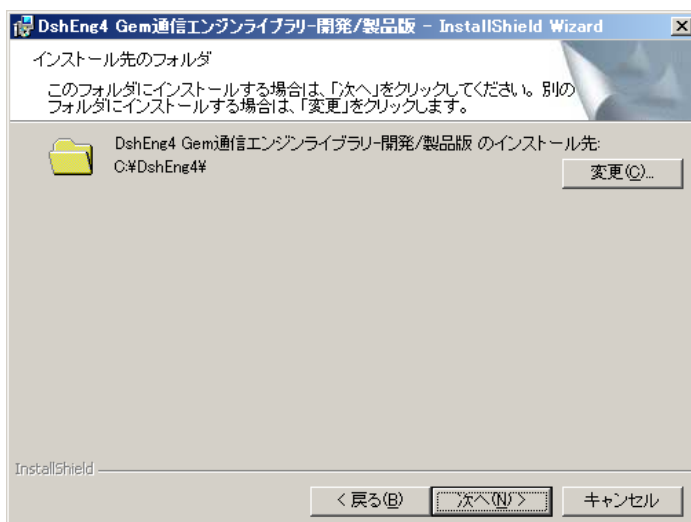 DshEng4 Gem通信エンジンライブラリｰ開発/製品版 - InstallShield Wizard
インストール先のフォルダ
このフォルダにインストールする場合は、「次へ」をクリックしてください。別の
フォルダにインストールする場合は、「変更」をクリックします。
DshEng4 Gem通信エンジンライブラリｰ開発/製品版 のインストール先:
C:¥DshEng4¥
変更(C)...
InstallShield
< 戻る(B)
次へ(N) >
キャンセル